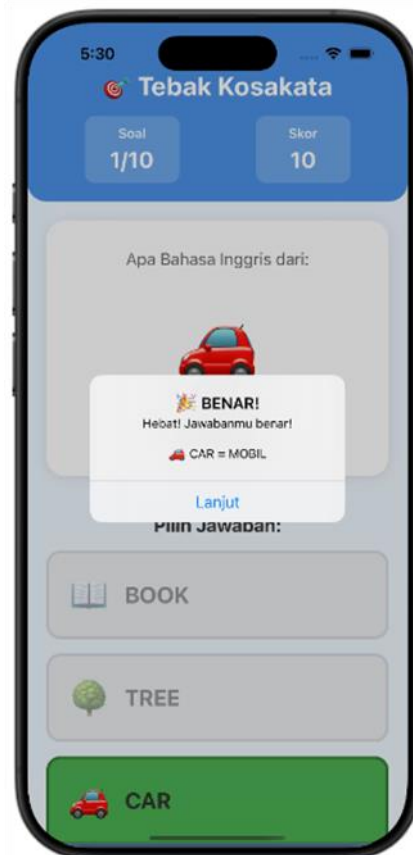 5:30
Tebak Kosakata
Soal
1/10
Skor
10
Apa Bahasa Inggris dari:
BENAR!
Hebat! Jawabanmu benar!
CAR = MOBIL
Lanjut
Pilih Jawaban:
BOOK
TREE
CAR